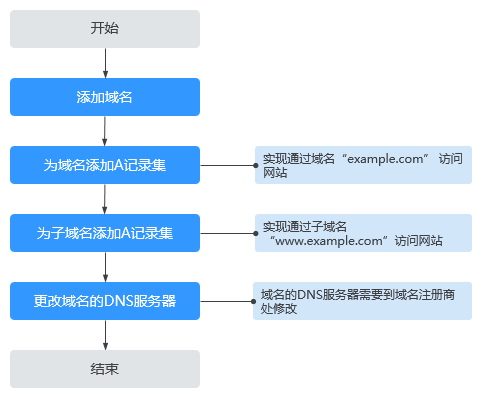 开始
添加域名
为域名添加A记录集
实现通过域名“example.com” 访问
网站
为子域名添加A记录集
实现通过子域名
“www.example.com”访问网站
更改域名的DNS服务器
域名的DNS服务器需要到域名注册商
处修改
结束